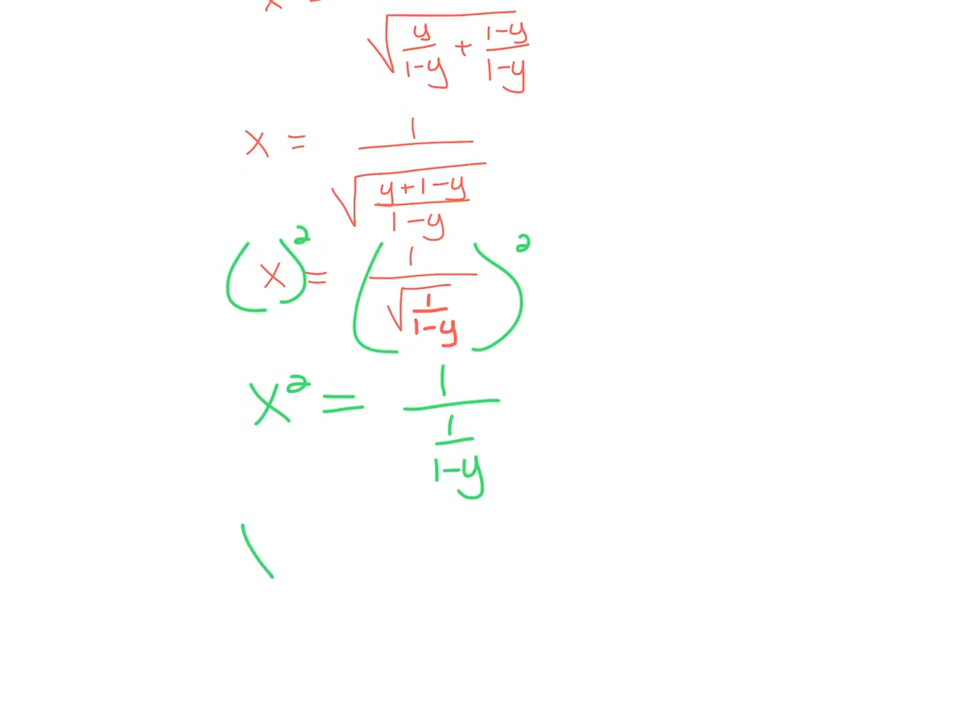 x =
√(y/(1-y) + (1-y)/(1-y))
x = 1/√((y+1-y)/(1-y))
(x)² = (1/√(1/(1-y)))²
x² = 1/(1/(1-y))